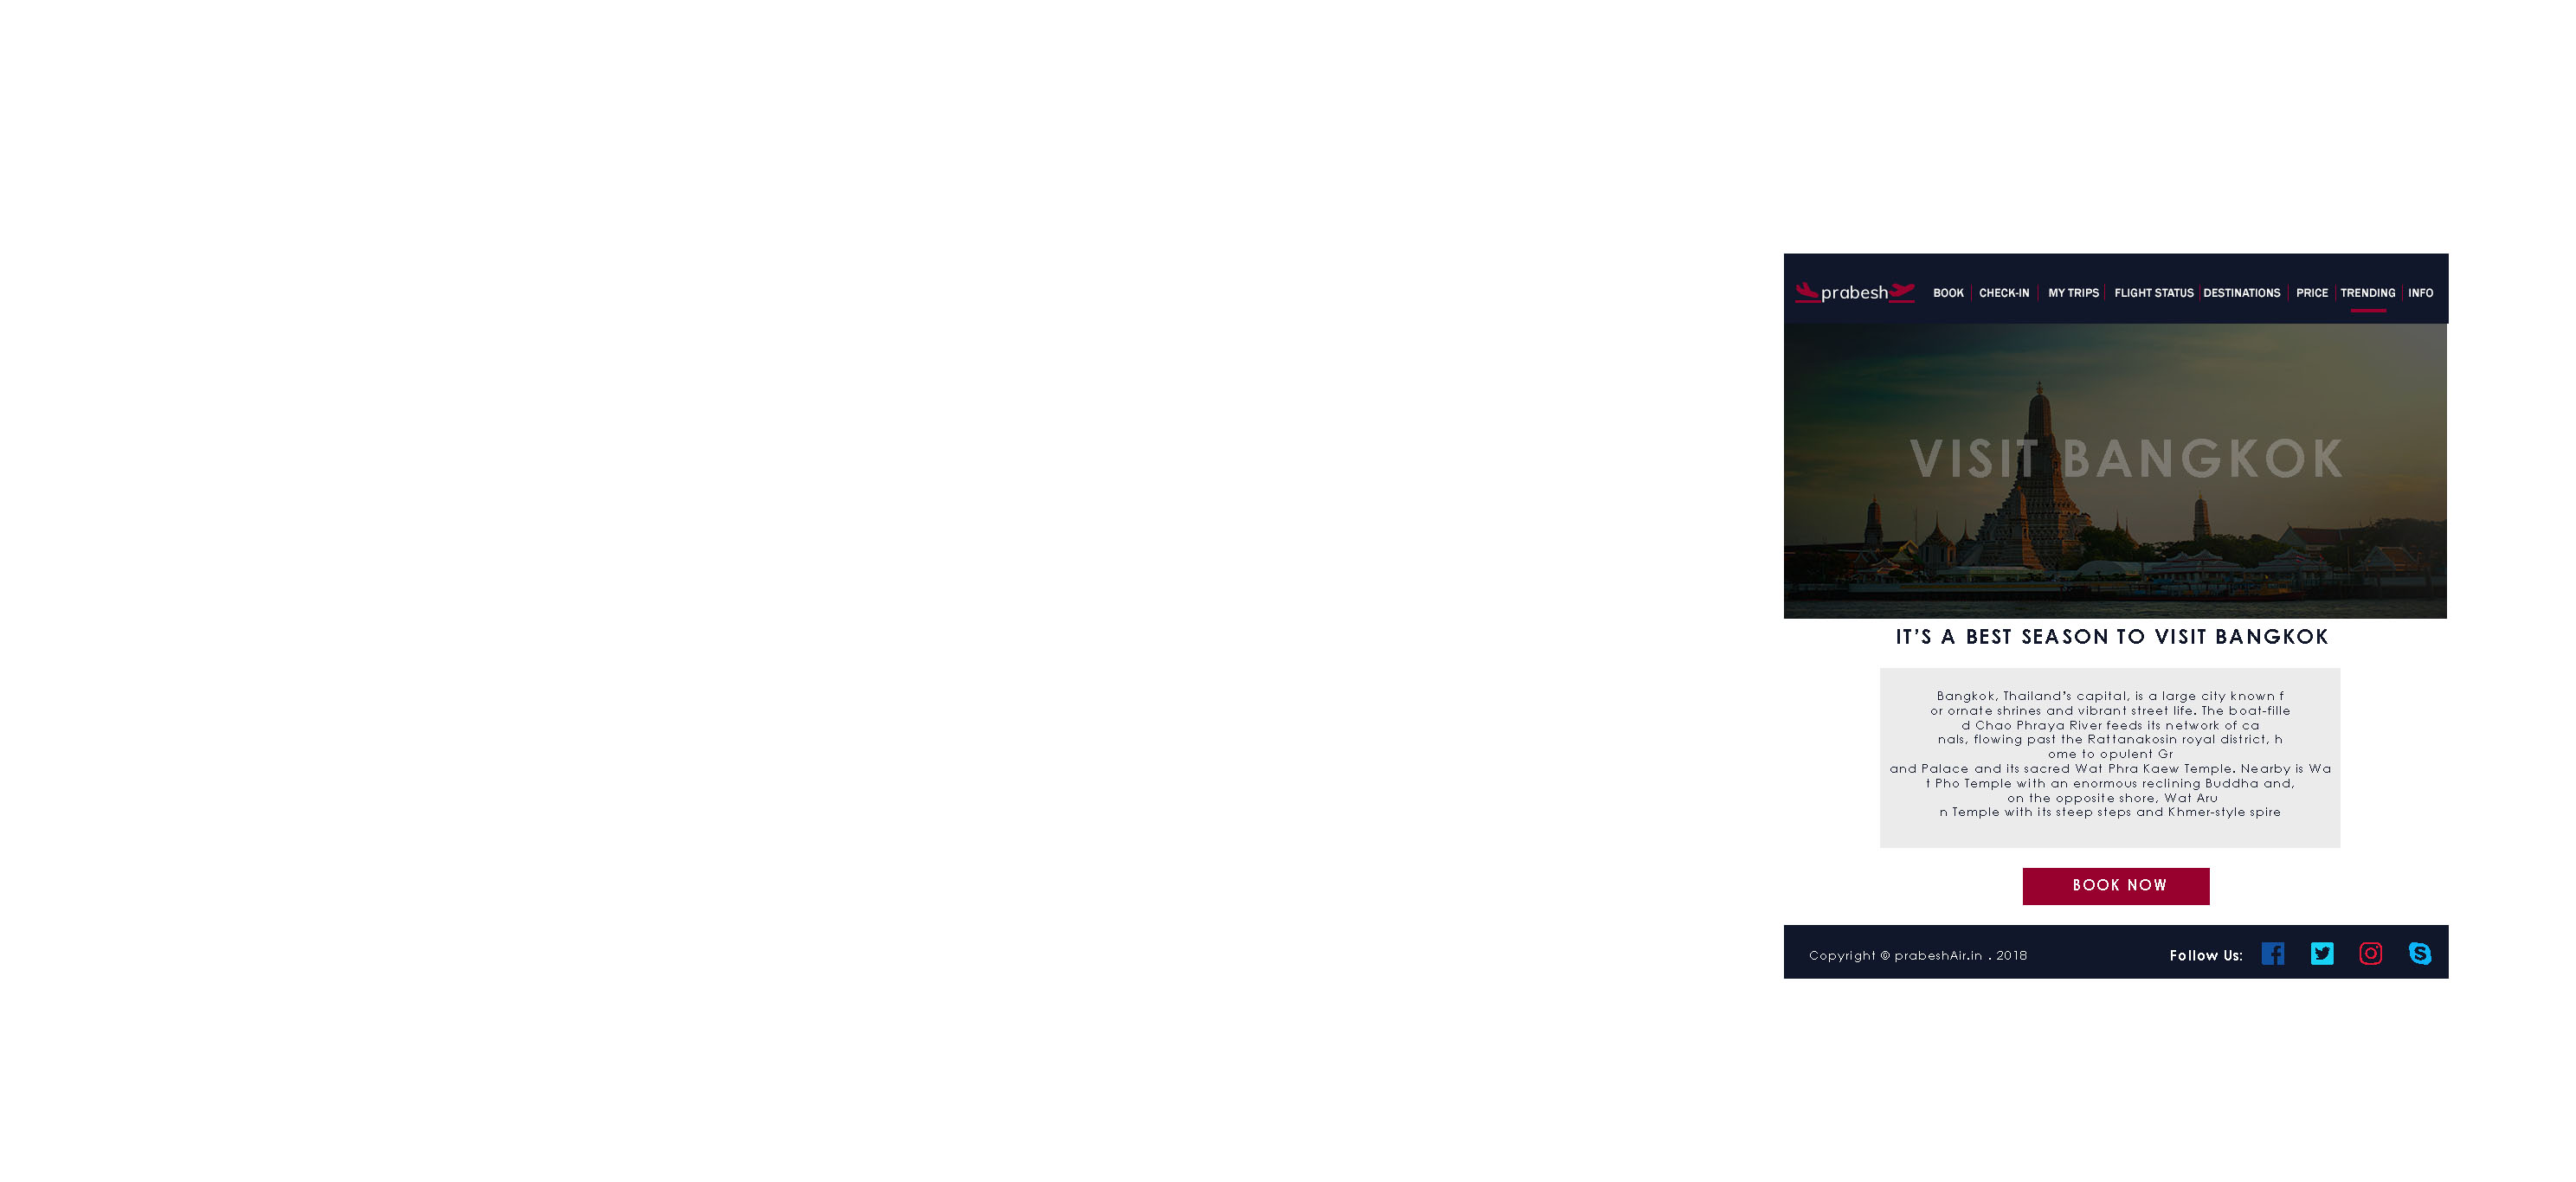 prabesh BOOK CHECK-IN MY TRIPS FLIGHT STATUS DESTINATIONS PRICE TRENDING INFO
VISIT BANGKOK
IT’S A BEST SEASON TO VISIT BANGKOK
Bangkok, Thailand’s capital, is a large city known f
or ornate shrines and vibrant street life. The boat-fille
d Chao Phraya River feeds its network of ca
nals, flowing past the Rattanakosin royal district, h
ome to opulent Gr
and Palace and its sacred Wat Phra Kaew Temple. Nearby is Wa
t Pho Temple with an enormous reclining Buddha and,
on the opposite shore, Wat Aru
n Temple with its steep steps and Khmer-style spire
BOOK NOW
Copyright © prabeshAir.in . 2018 Follow Us: